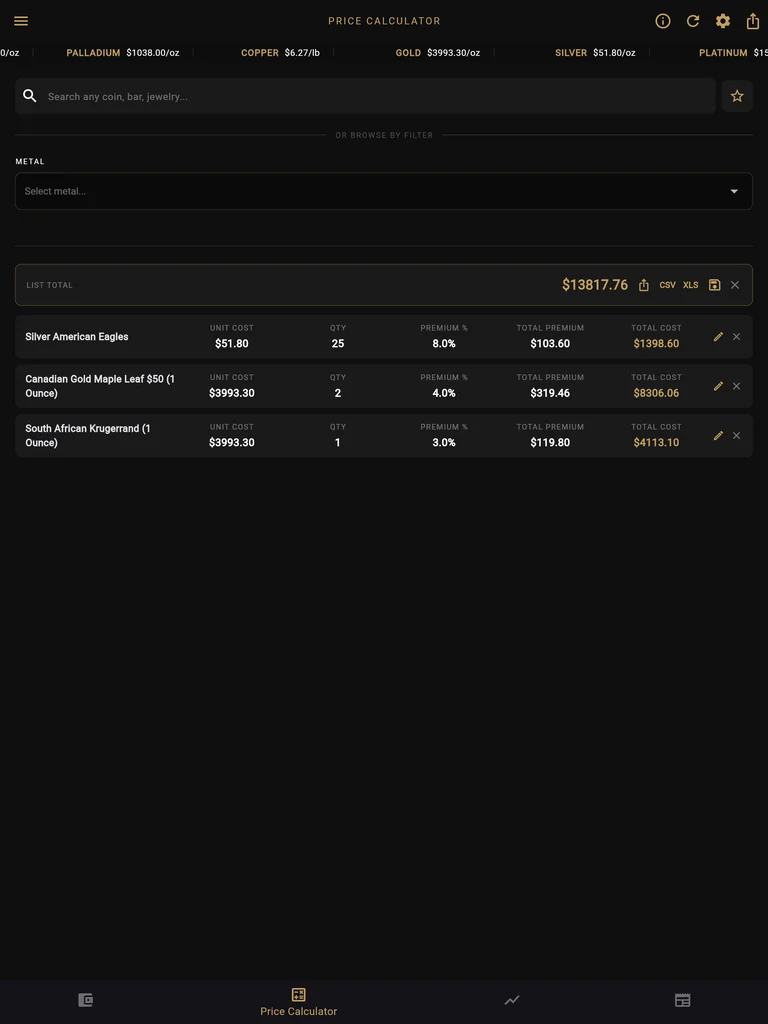 PRICE CALCULATOR
0/oz PALLADIUM $1038.00/oz COPPER $6.27/lb GOLD $3993.30/oz SILVER $51.80/oz PLATINUM $15
Search any coin, bar, jewelry...
OR BROWSE BY FILTER
METAL
Select metal...
LIST TOTAL $13817.76 CSV XLS
UNIT COST QTY PREMIUM % TOTAL PREMIUM TOTAL COST
Silver American Eagles $51.80 25 8.0% $103.60 $1398.60
UNIT COST QTY PREMIUM % TOTAL PREMIUM TOTAL COST
Canadian Gold Maple Leaf $50 (1
Ounce) $3993.30 2 4.0% $319.46 $8306.06
UNIT COST QTY PREMIUM % TOTAL PREMIUM TOTAL COST
South African Krugerrand (1
Ounce) $3993.30 1 3.0% $119.80 $4113.10
Price Calculator